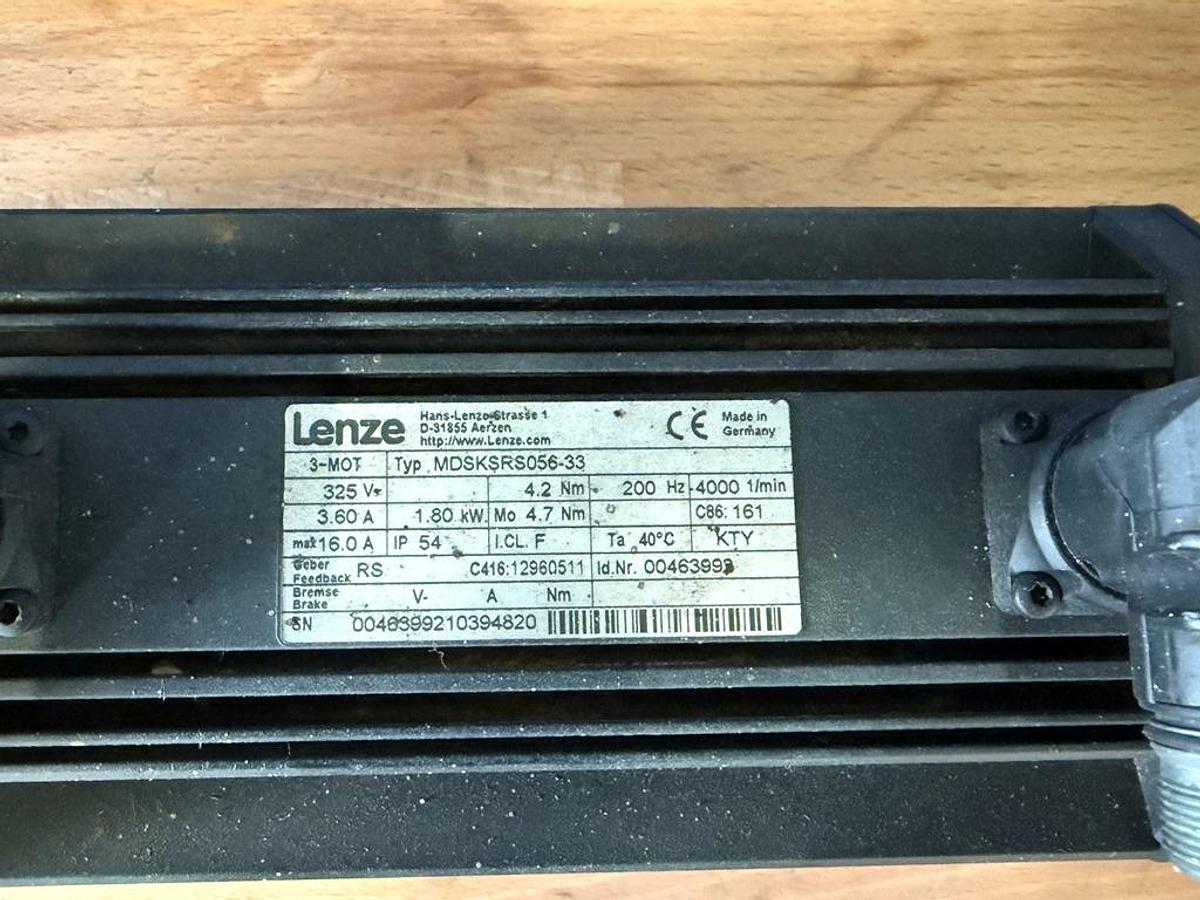 Lenze
Hans-Lenze-Strasse 1
D-31855 Aerzen
http://www.Lenze.com
CE
Made in
Germany
3~MOT Typ MDSKSRS056-33
325 V~ 4.2 Nm 200 Hz 4000 1/min
3.60 A 1.80 kW Mo 4.7 Nm C86: 161
max 16.0 A IP 54 I.CL. F Ta 40°C KTY
Geber
Feedback RS C416:12960511 Id.Nr. 00463992
Bremse
Brake V- A Nm
SN 0046399210394820